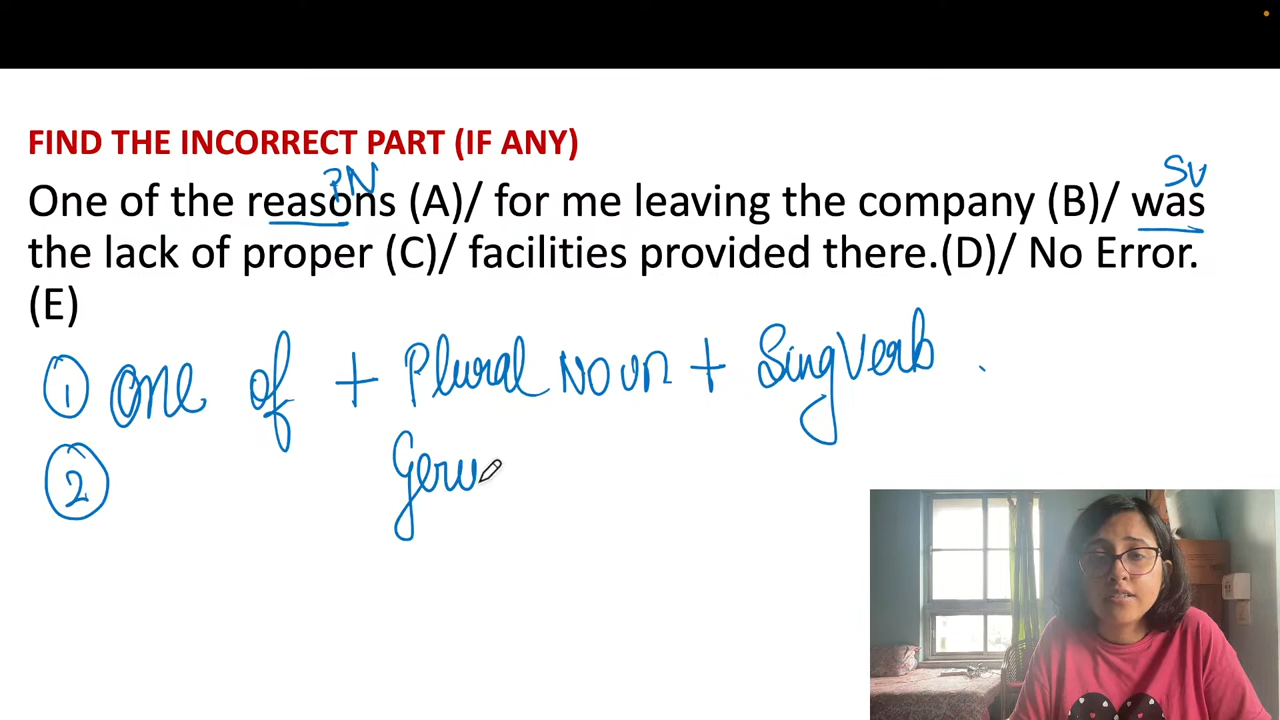 FIND THE INCORRECT PART (IF ANY)
PN SV
One of the reasons (A)/ for me leaving the company (B)/ was
the lack of proper (C)/ facilities provided there.(D)/ No Error.
(E)
1 One of + Plural Noun + Sing Verb .
2 Geru